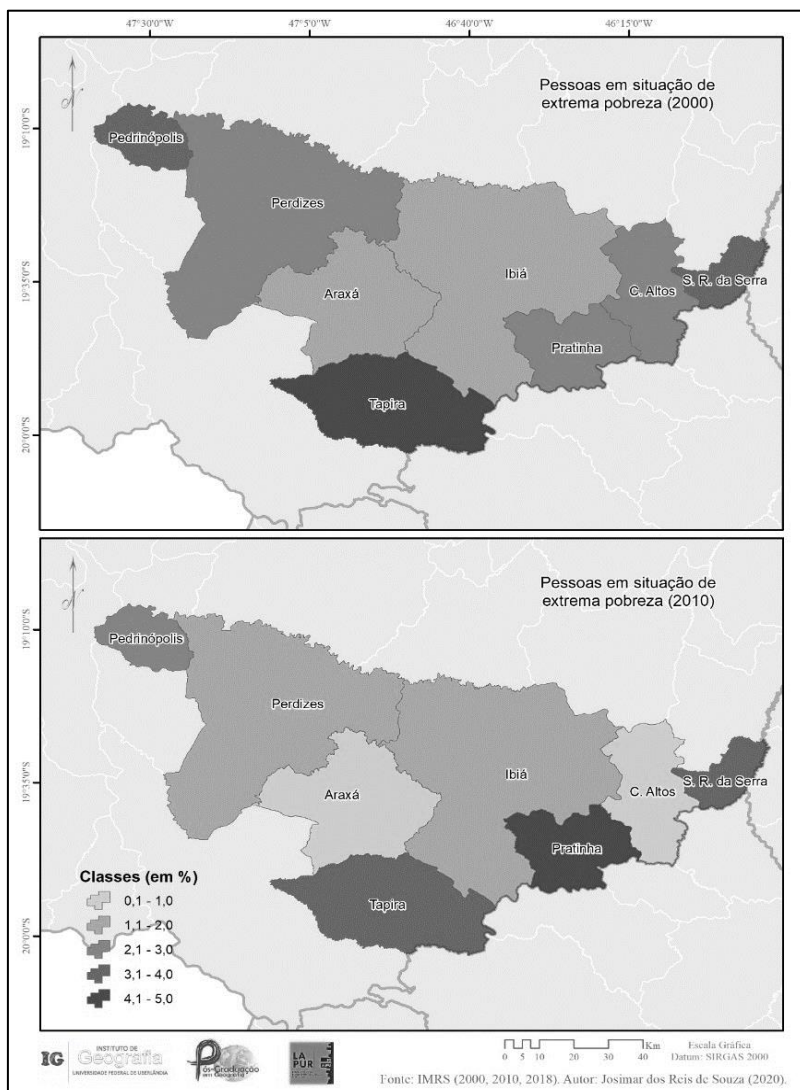 47°30'0"W 47°5'0"W 46°40'0"W 46°15'0"W
Pessoas em situação de
extrema pobreza (2000)
19°10'0"S
Pedrinópolis
Perdizes
Ibiá
19°35'0"S
Araxá
C. Altos
S. R. da Serra
Pratinha
Tapira
20°0'0"S
Pessoas em situação de
extrema pobreza (2010)
19°10'0"S
Pedrinópolis
Perdizes
Ibiá
19°35'0"S
Araxá
C. Altos
S. R. da Serra
Pratinha
Classes (em %)
0,1 - 1,0
Tapira
1,1 - 2,0
20°0'0"S
2,1 - 3,0
3,1 - 4,0
4,1 - 5,0
IG
INSTITUTO DE
Geografia
UNIVERSIDADE FEDERAL DE UBERLÂNDIA
Pós-Graduação
em Geografia
LA
PUR
Km
0 5 10 20 30 40
Escala Gráfica
Datum: SIRGAS 2000
Fonte: IMRS (2000, 2010, 2018). Autor: Josimar dos Reis de Souza (2020).